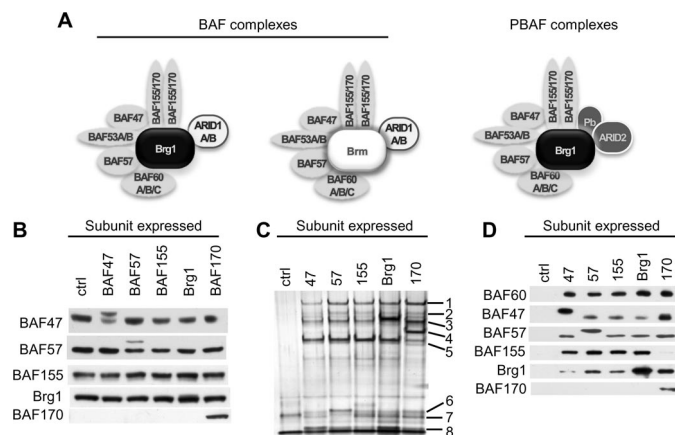 A
BAF complexes
PBAF complexes
BAF155/170
BAF155/170
BAF47
BAF53A/B
BAF57
BAF60
A/B/C
Brg1
ARID1
A/B
BAF155/170
BAF155/170
BAF47
BAF53A/B
BAF57
BAF60
A/B/C
Brm
ARID1
A/B
BAF155/170
BAF155/170
BAF47
BAF53A/B
BAF57
BAF60
A/B/C
Brg1
Pb
ARID2
B
Subunit expressed
ctrl
BAF47
BAF57
BAF155
Brg1
BAF170
BAF47
BAF57
BAF155
Brg1
BAF170
C
Subunit expressed
ctrl
47
57
155
Brg1
170
1
2
3
4
5
6
7
8
D
Subunit expressed
ctrl
47
57
155
Brg1
170
BAF60
BAF47
BAF57
BAF155
Brg1
BAF170